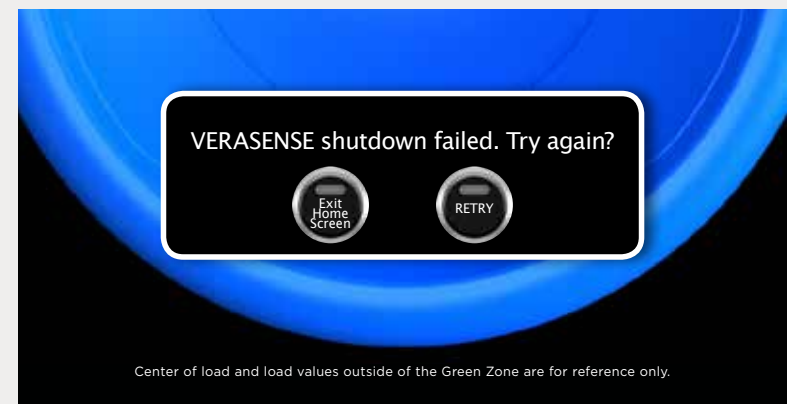 VERASENSE shutdown failed. Try again?
Exit
Home
Screen
RETRY
Center of load and load values outside of the Green Zone are for reference only.